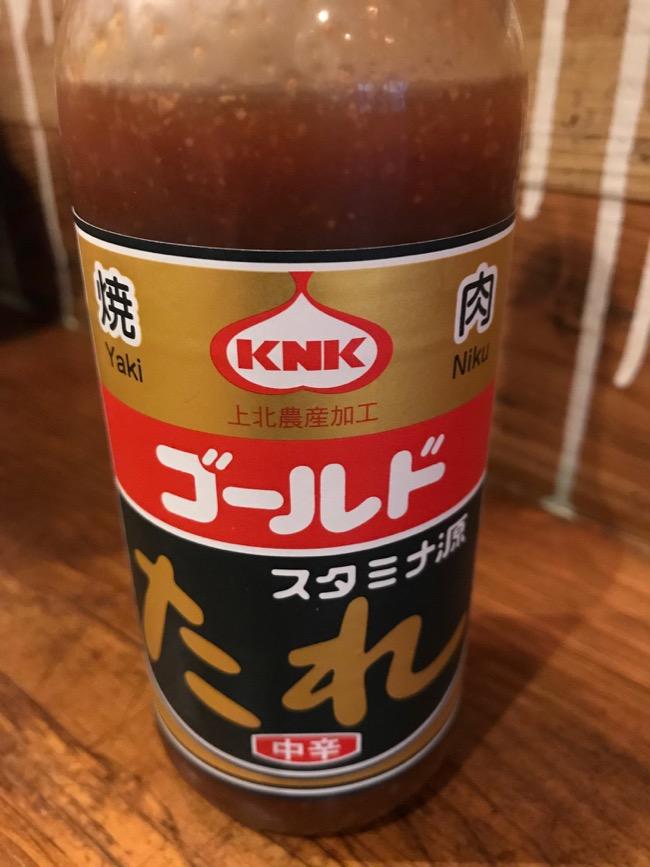 焼 肉
Yaki Niku
KNK
上北農産加工
ゴールド
スタミナ源
たれ
中辛